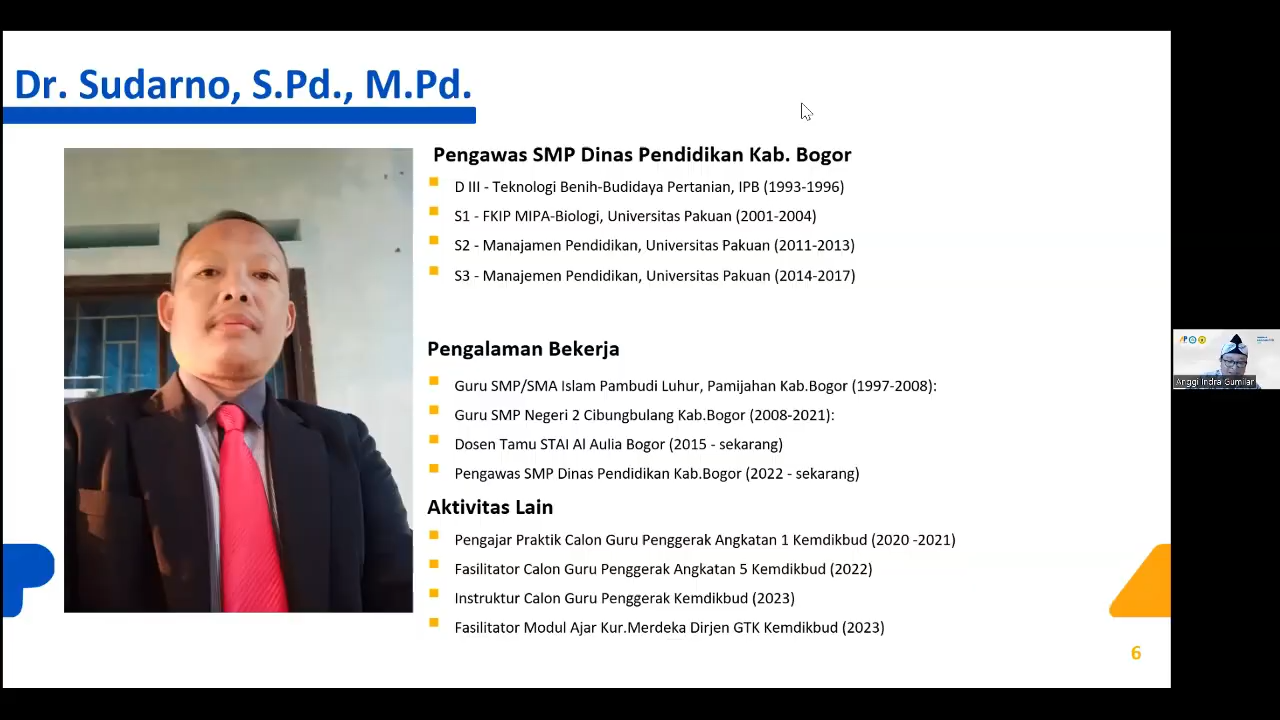 Dr. Sudarno, S.Pd., M.Pd.
Pengawas SMP Dinas Pendidikan Kab. Bogor
D III - Teknologi Benih-Budidaya Pertanian, IPB (1993-1996)
S1 - FKIP MIPA-Biologi, Universitas Pakuan (2001-2004)
S2 - Manajamen Pendidikan, Universitas Pakuan (2011-2013)
S3 - Manajemen Pendidikan, Universitas Pakuan (2014-2017)
Pengalaman Bekerja
Guru SMP/SMA Islam Pambudi Luhur, Pamijahan Kab.Bogor (1997-2008):
Guru SMP Negeri 2 Cibungbulang Kab.Bogor (2008-2021):
Dosen Tamu STAI Al Aulia Bogor (2015 - sekarang)
Pengawas SMP Dinas Pendidikan Kab.Bogor (2022 - sekarang)
Aktivitas Lain
Pengajar Praktik Calon Guru Penggerak Angkatan 1 Kemdikbud (2020 -2021)
Fasilitator Calon Guru Penggerak Angkatan 5 Kemdikbud (2022)
Instruktur Calon Guru Penggerak Kemdikbud (2023)
Fasilitator Modul Ajar Kur.Merdeka Dirjen GTK Kemdikbud (2023)
6
Anggi Indra Gumilar